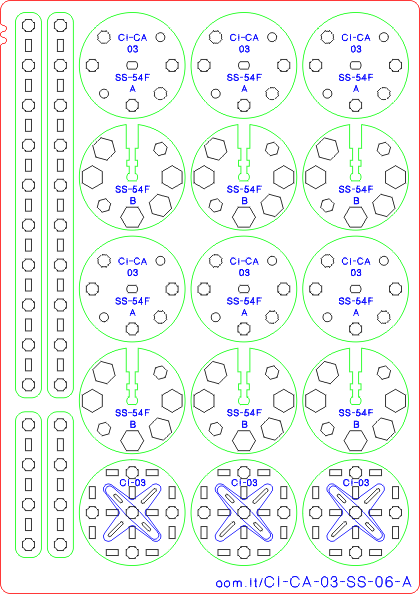 Ci-CA Ci-CA Ci-CA
03 03 03
SS-54F SS-54F SS-54F
A A A
SS-54F SS-54F SS-54F
B B B
Ci-CA Ci-CA Ci-CA
03 03 03
SS-54F SS-54F SS-54F
A A A
SS-54F SS-54F SS-54F
B B B
Ci-03 Ci-03 Ci-03
oom.lt/CI-CA-03-SS-06-A